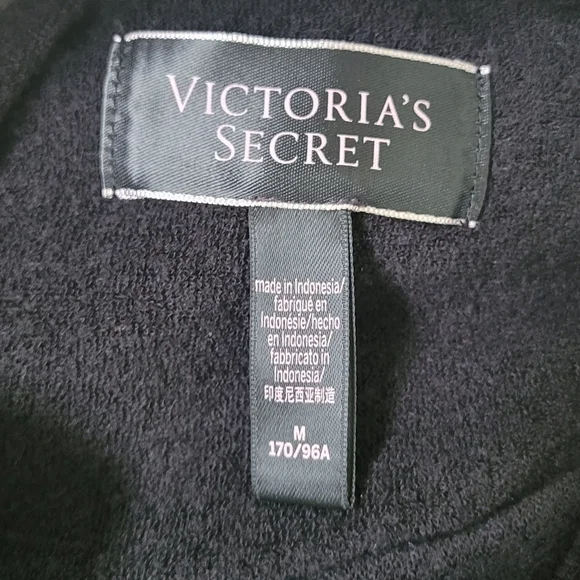 VICTORIA'S
SECRET
made in Indonesia/
fabriqué en
Indonésie/hecho
en Indonesia/
fabbricato in
Indonesia/
印度尼西亚制造
M
170/96A